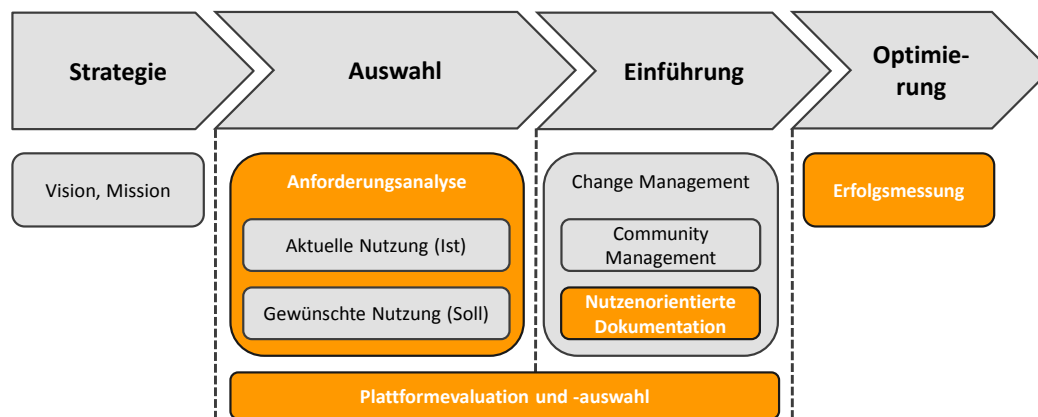 Strategie
Auswahl
Einführung
Optimie-
rung
Vision, Mission
Anforderungsanalyse
Aktuelle Nutzung (Ist)
Gewünschte Nutzung (Soll)
Change Management
Community
Management
Nutzenorientierte
Dokumentation
Erfolgsmessung
Plattformevaluation und -auswahl